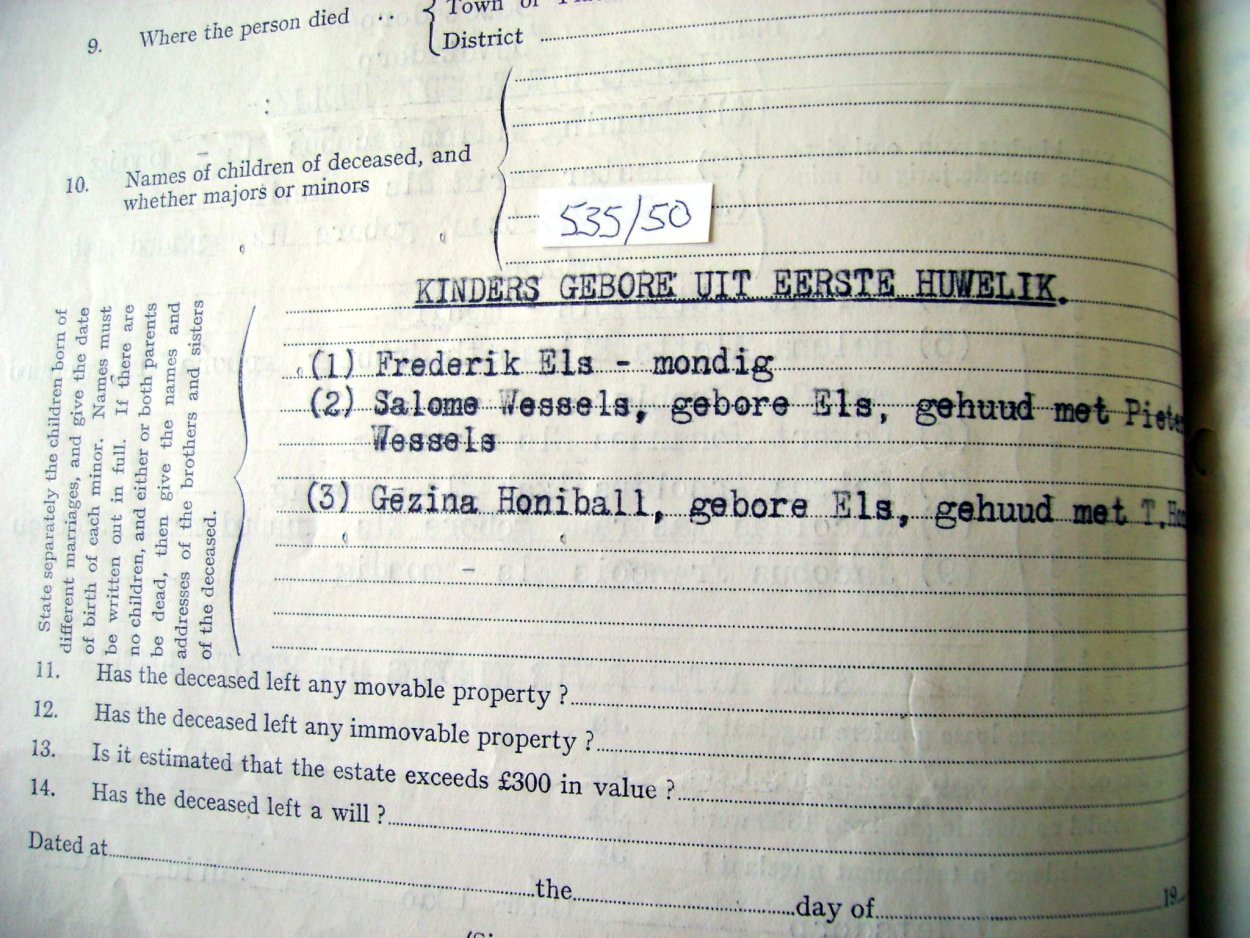 9. Where the person died .. { Town or
District
10. Names of children of deceased, and
whether majors or minors
535/50
KINDERS GEBORE UIT EERSTE HUWELIK.
State separately the children born of
different marriages, and give the date
of birth of each minor. Names must
be written out in full. If there are
no children, and either or both parents
be dead, then give the names and
addresses of the brothers and sisters
of the deceased.
(1) Frederik Els - mondig
(2) Salome Wessels, gebore Els, gehuud met Pieter
Wessels
(3) Gezina Honiball, gebore Els, gehuud met T.
11. Has the deceased left any movable property ?
12. Has the deceased left any immovable property ?
13. Is it estimated that the estate exceeds £300 in value ?
14. Has the deceased left a will ?
Dated at the day of 19